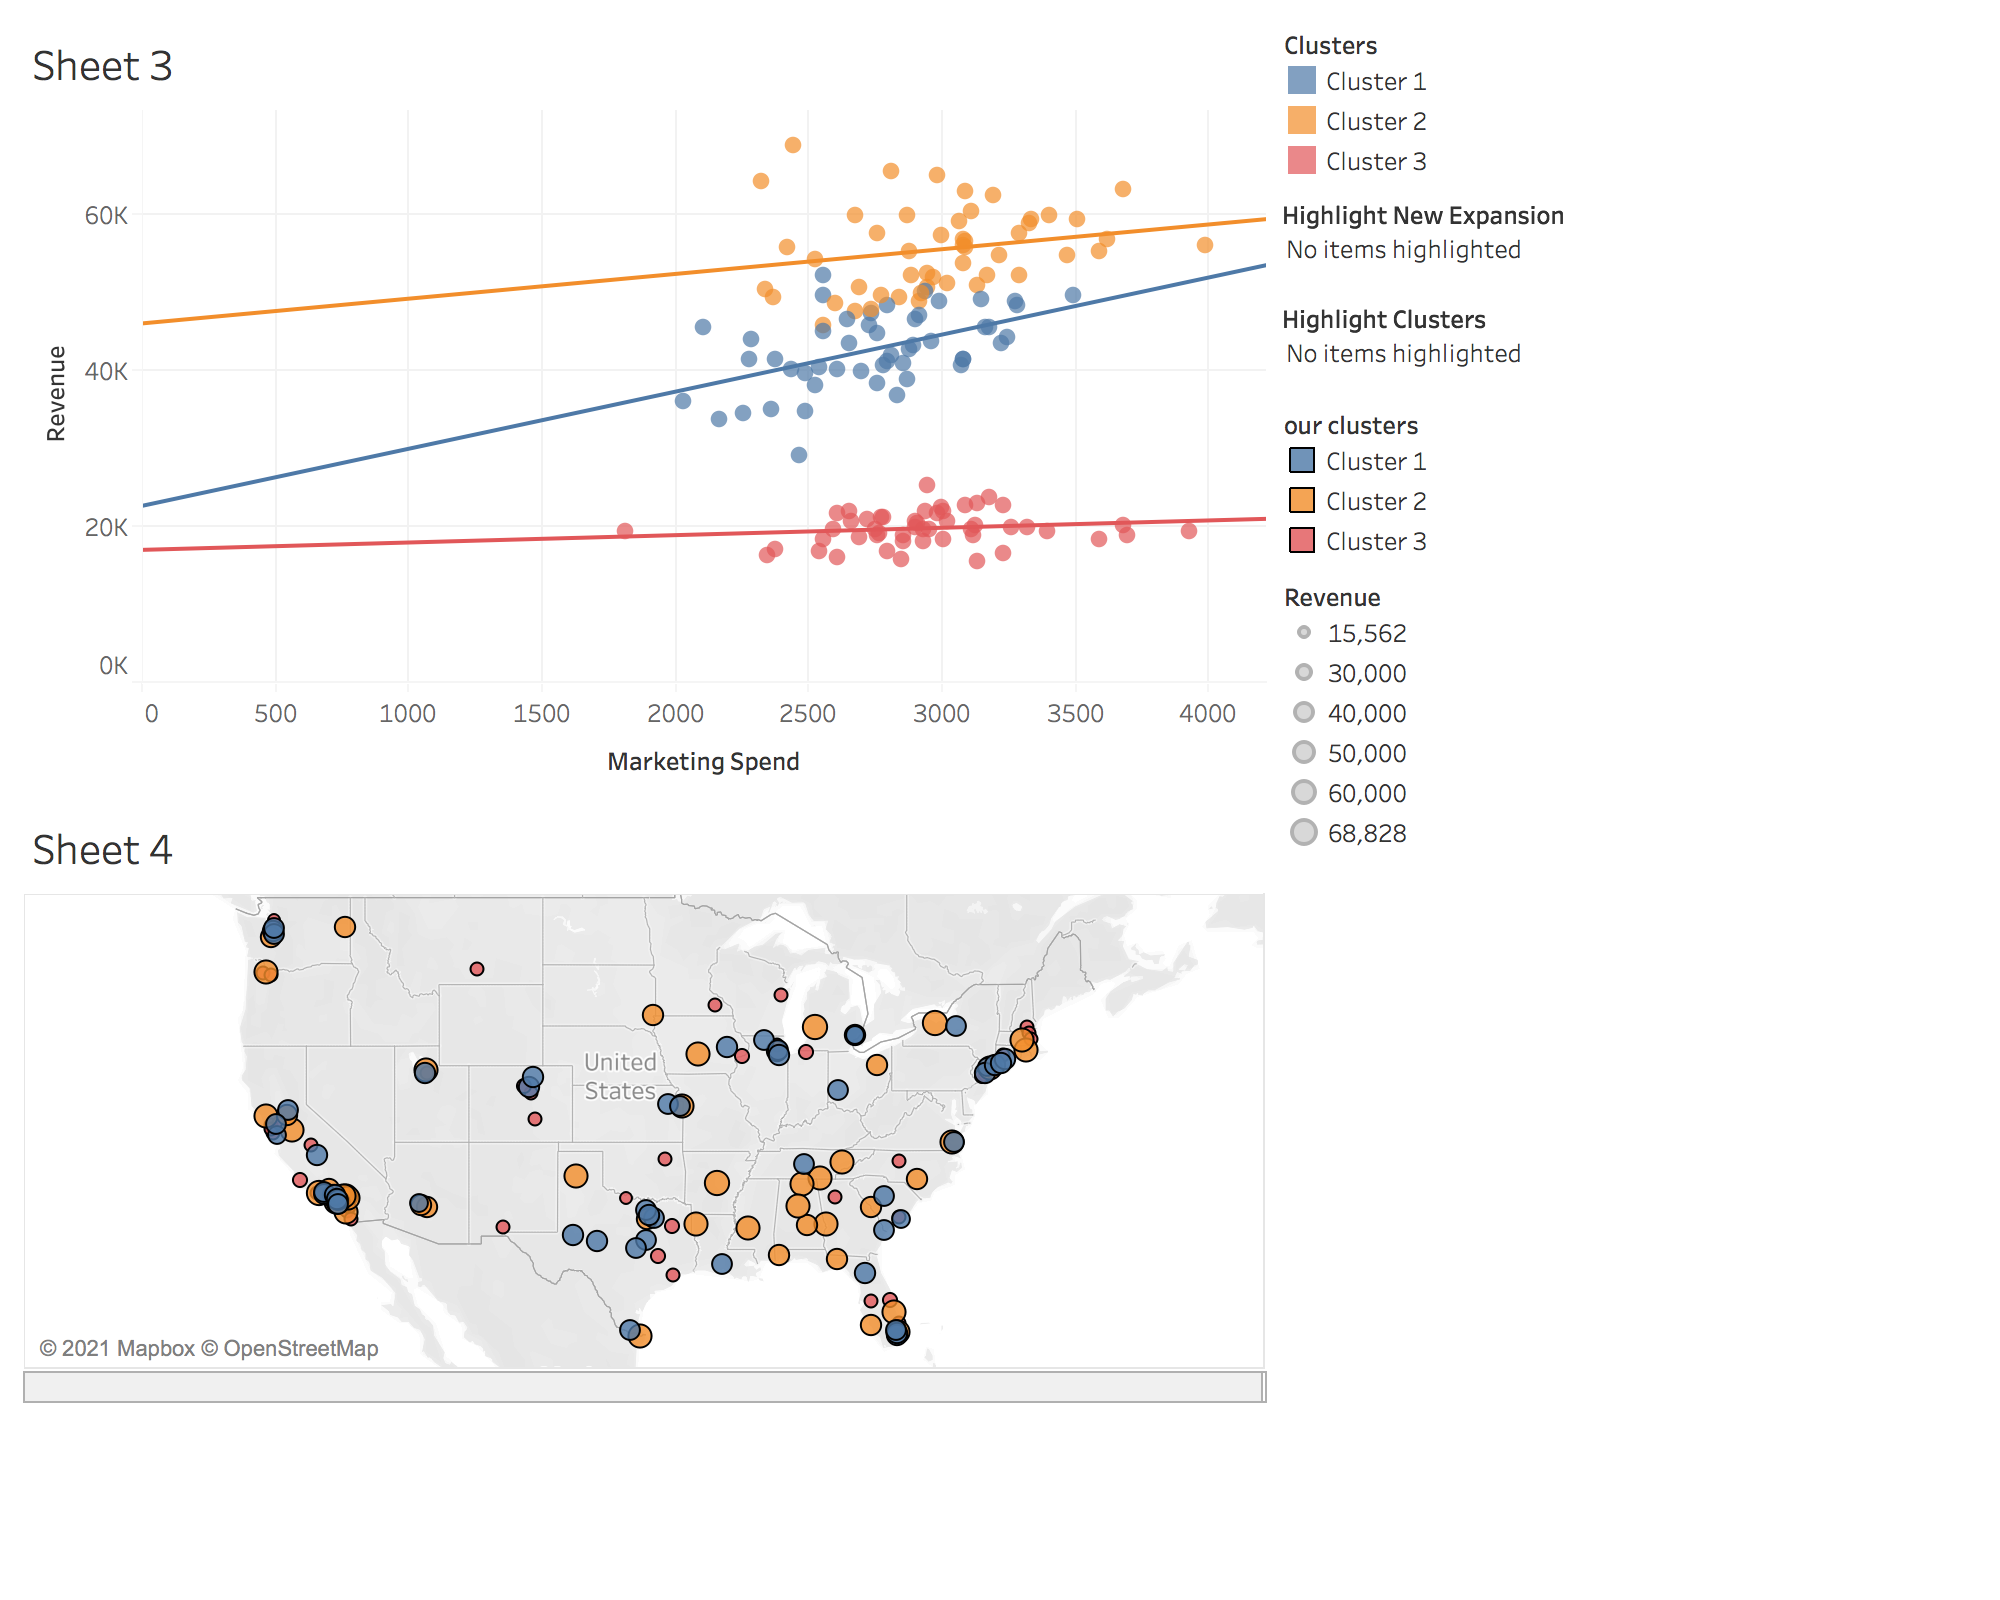 Sheet 3
60K
40K
20K
0K
Revenue
0 500 1000 1500 2000 2500 3000 3500 4000
Marketing Spend
Clusters
Cluster 1
Cluster 2
Cluster 3
Highlight New Expansion
No items highlighted
Highlight Clusters
No items highlighted
our clusters
Cluster 1
Cluster 2
Cluster 3
Revenue
15,562
30,000
40,000
50,000
60,000
68,828
Sheet 4
United
States
© 2021 Mapbox © OpenStreetMap